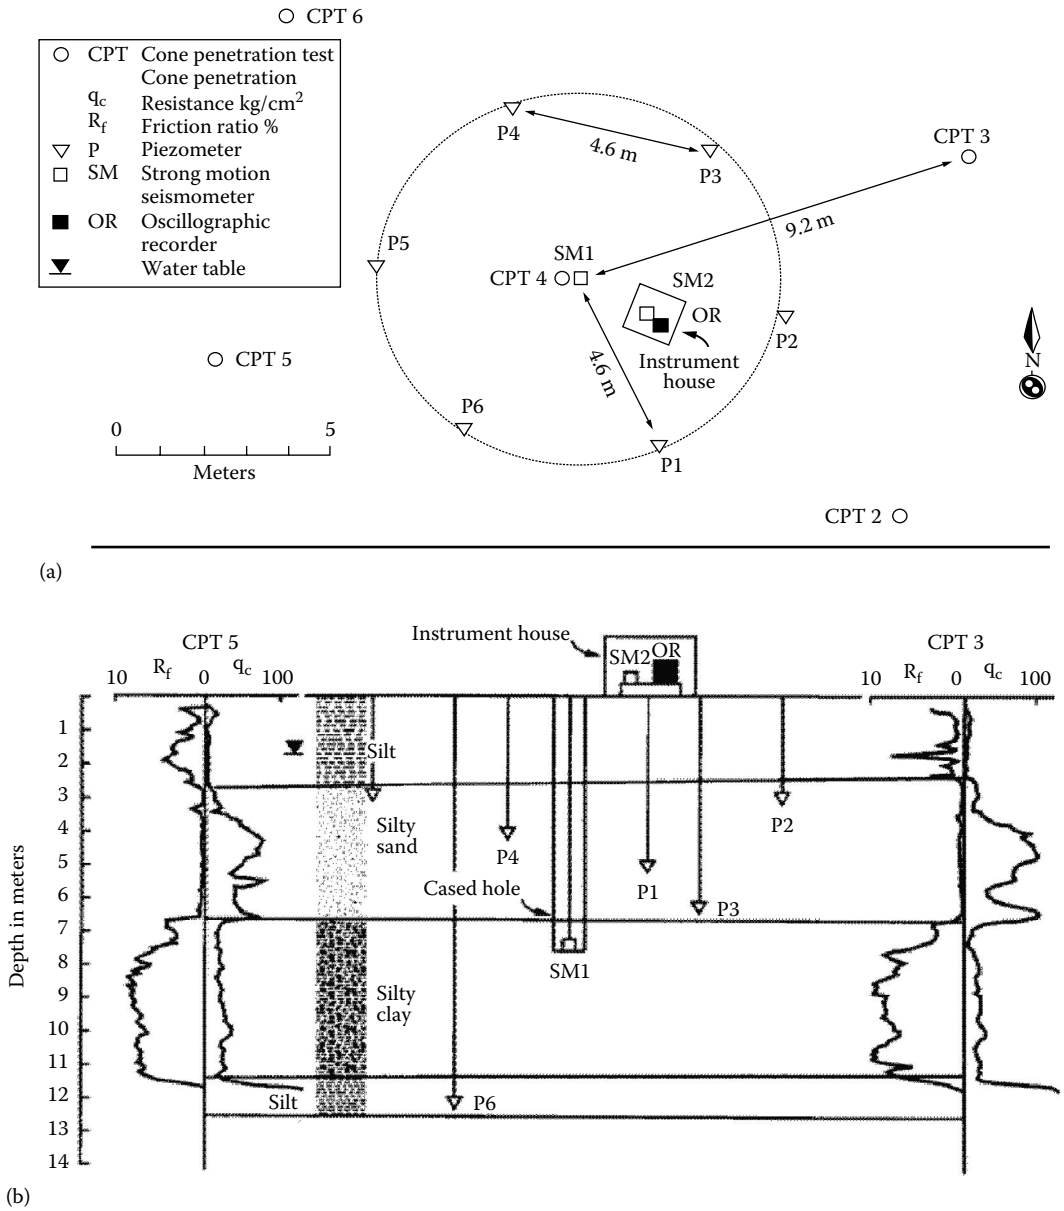 CPT 6
CPT Cone penetration test
Cone penetration
qc Resistance kg/cm2
Rf Friction ratio %
P Piezometer
SM Strong motion
seismometer
OR Oscillographic
recorder
Water table
P4
4.6 m
P3
CPT 3
9.2 m
P5
SM1
CPT 4
SM2
OR
Instrument
house
P2
N
CPT 5
4.6 m
P6
P1
0 5
Meters
CPT 2
(a)
CPT 5
Rf qc
10 0 100
Instrument house
SM2 OR
CPT 3
Rf qc
10 0 100
Depth in meters
1
2
3
4
5
6
7
8
9
10
11
12
13
14
Silt
Silty
sand
P4
Cased hole
P1
P3
P2
SM1
Silty
clay
Silt
P6
(b)